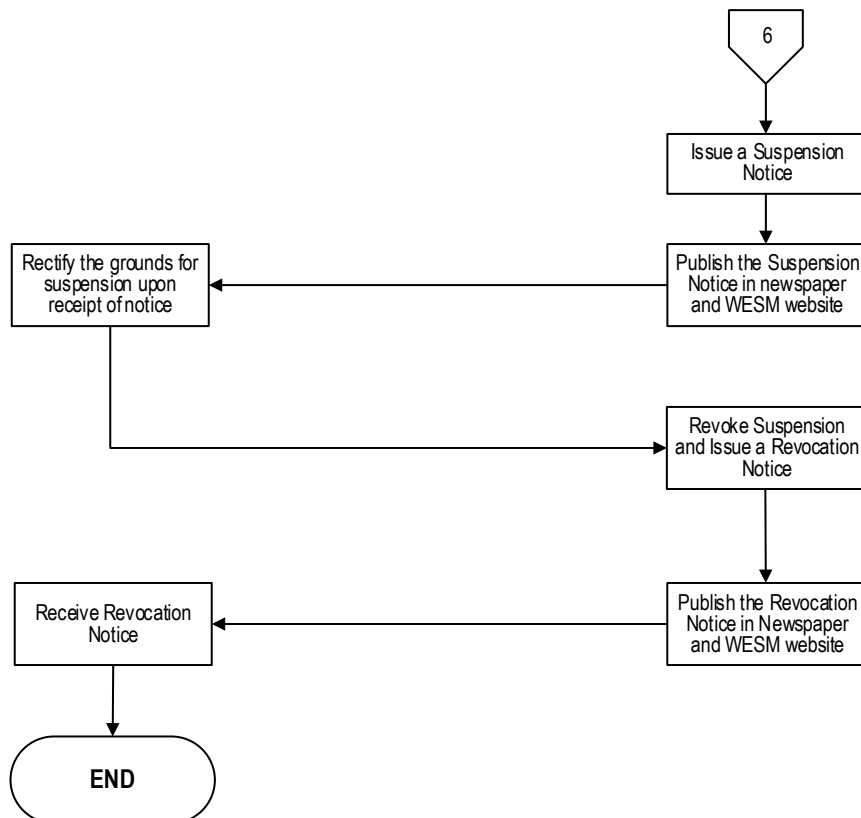 6
Issue a Suspension
Notice
Rectify the grounds for
suspension upon
receipt of notice
Publish the Suspension
Notice in newspaper
and WESM website
Revoke Suspension
and Issue a Revocation
Notice
Receive Revocation
Notice
Publish the Revocation
Notice in Newspaper
and WESM website
END